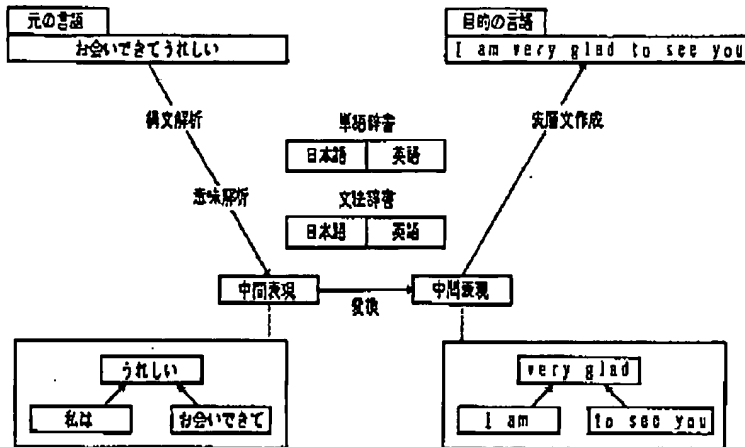 元の言語
お会いできてうれしい
目的の言語
I am very glad to see you
構文解析
意味解析
単語辞書
日本語 英語
文法辞書
日本語 英語
表層文作成
中間表現
変換
中間表現
うれしい
私は
お会いできて
very glad
I am
to see you